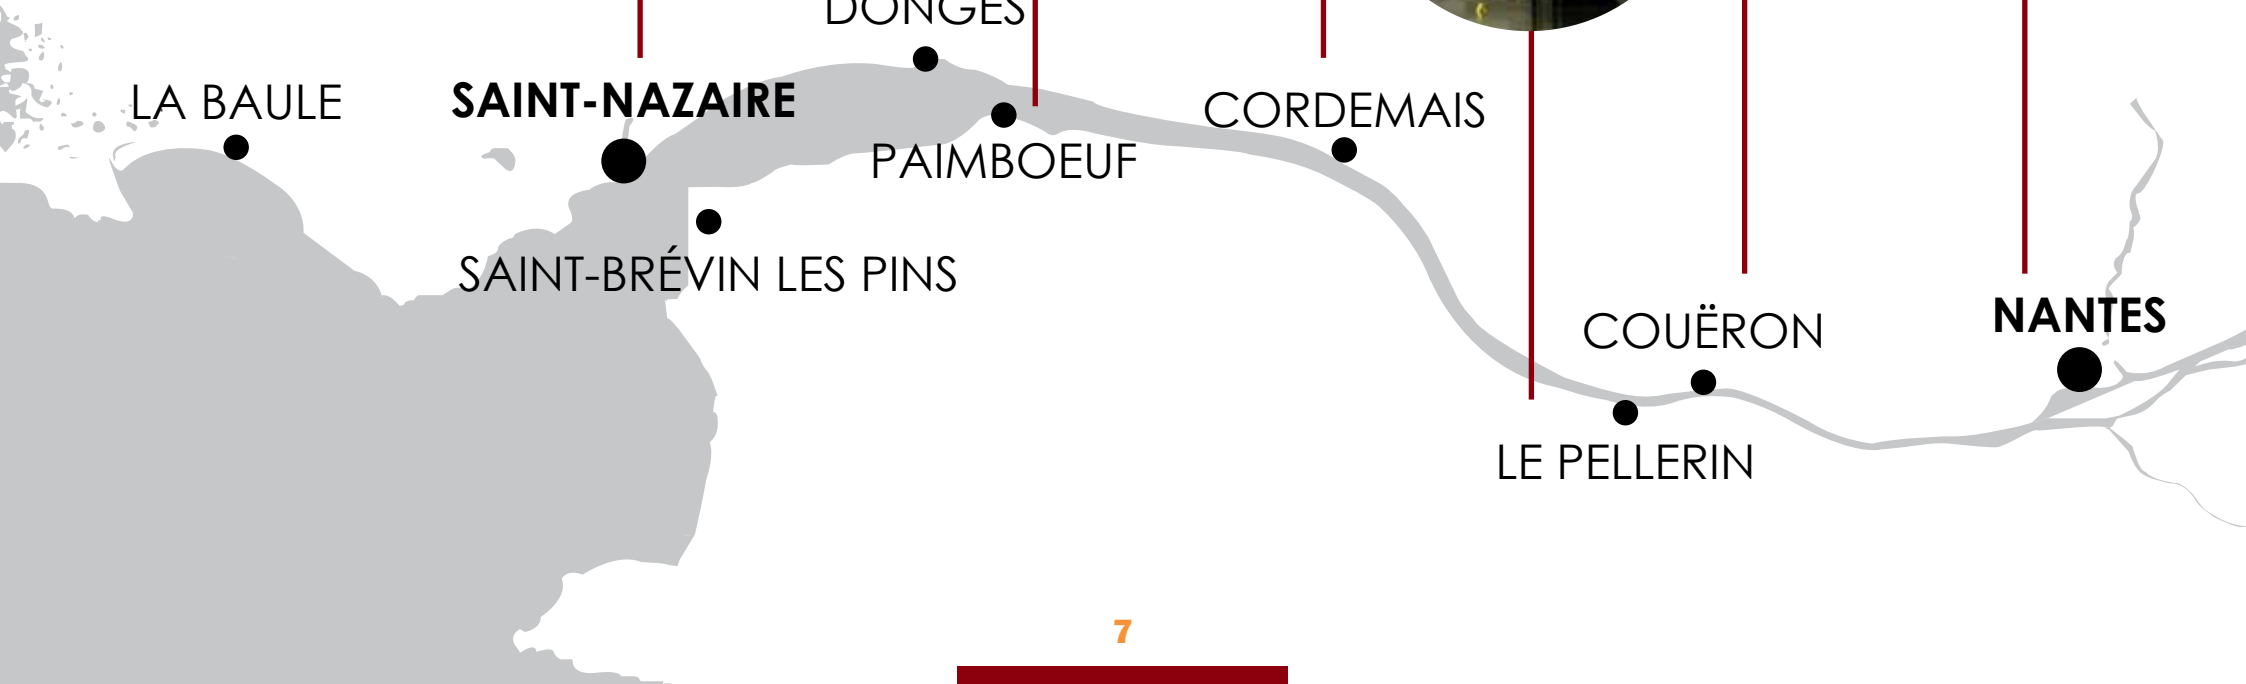 DONGES
LA BAULE
SAINT-NAZAIRE
CORDEMAIS
PAIMBOEUF
SAINT-BRÉVIN LES PINS
COUËRON
NANTES
LE PELLERIN
7